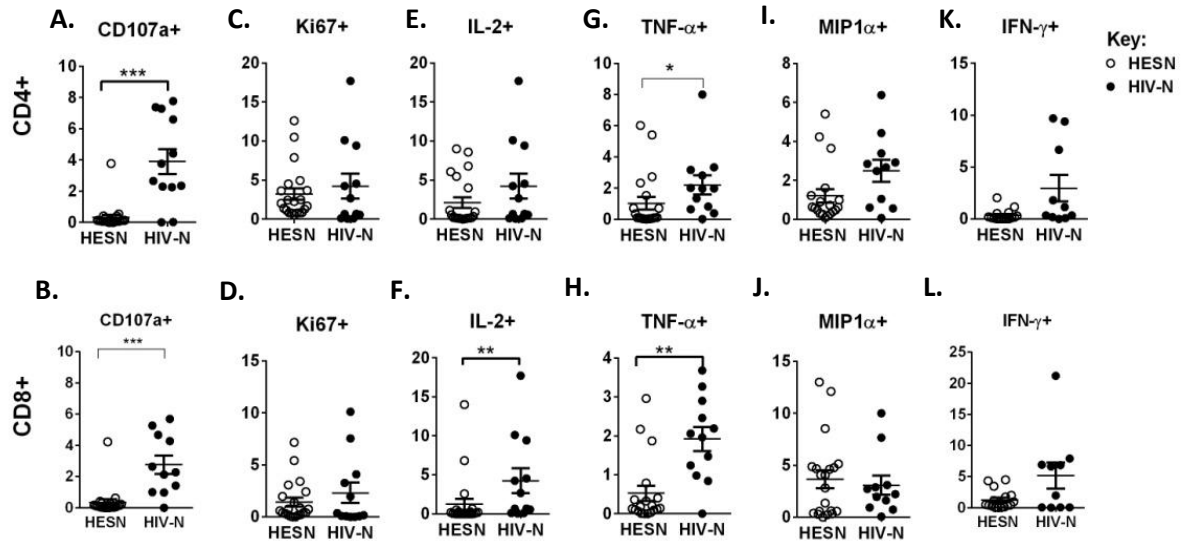 A. C. E. G. I. K.
CD107a+ Ki67+ IL-2+ TNF-α+ MIP1α+ IFN-γ+
Key:
HESN
HIV-N
CD4+
***
*
10 8 6 4 2 0
20 15 10 5 0
20 15 10 5 0
10 8 6 4 2 0
8 6 4 2 0
15 10 5 0
HESN HIV-N HESN HIV-N HESN HIV-N HESN HIV-N HESN HIV-N HESN HIV-N
B. D. F. H. J. L.
CD107a+ Ki67+ IL-2+ TNF-α+ MIP1α+ IFN-γ+
CD8+
***
**
**
10 8 6 4 2 0
15 10 5 0
20 15 10 5 0
4 3 2 1 0
15 10 5 0
25 20 15 10 5 0
HESN HIV-N HESN HIV-N HESN HIV-N HESN HIV-N HESN HIV-N HESN HIV-N